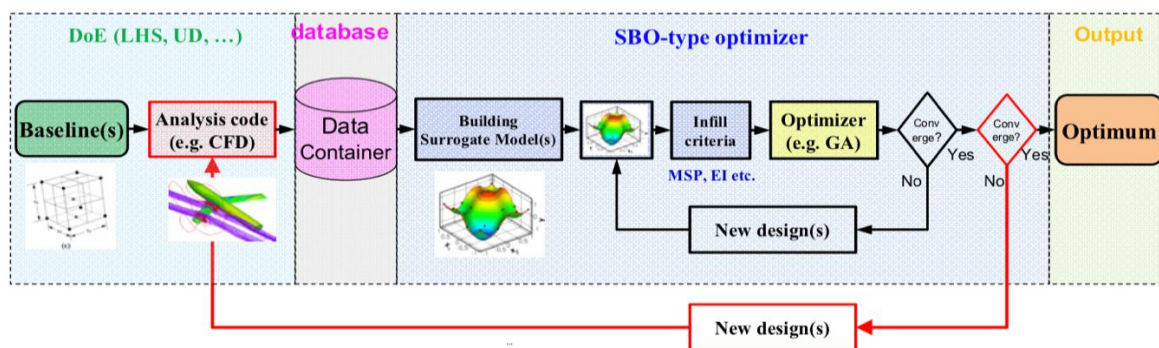 DoE (LHS, UD, …)
database
SBO-type optimizer
Output
Baseline(s)
Analysis code
(e.g. CFD)
Data
Container
Building
Surrogate Model(s)
Infill
criteria
MSP, EI etc.
Optimizer
(e.g. GA)
Conv
erge?
Yes
No
Conv
erge?
Yes
No
Optimum
New design(s)
New design(s)
(c)